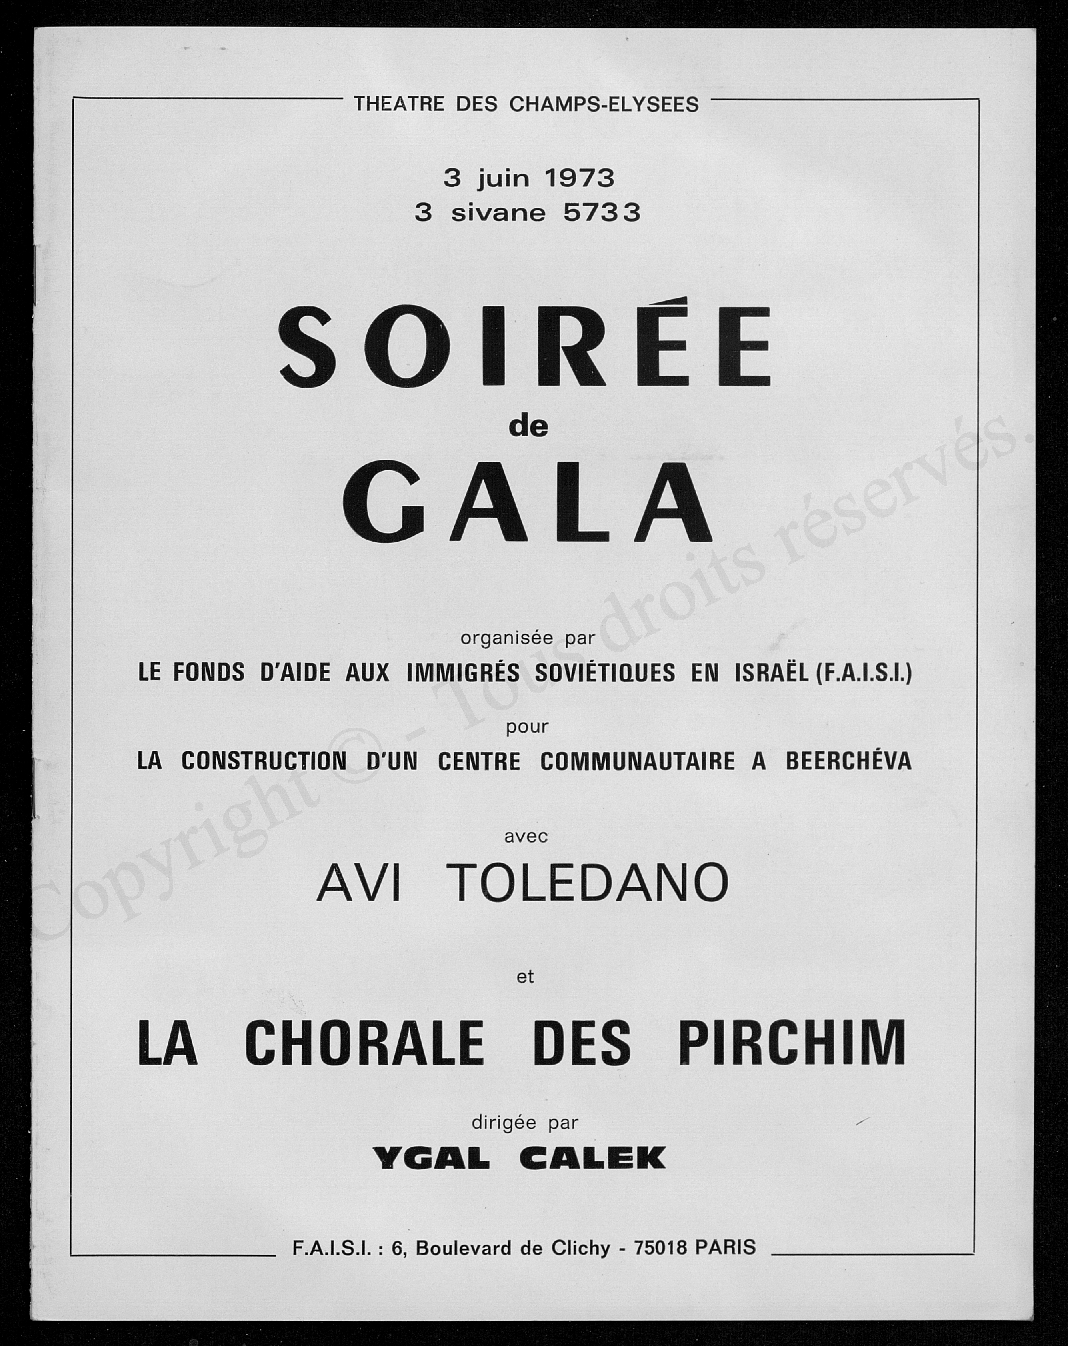 THEATRE DES CHAMPS-ELYSEES
3 juin 1973
3 sivane 5733
SOIRÉE
de
GALA
organisée par
LE FONDS D'AIDE AUX IMMIGRÉS SOVIÉTIQUES EN ISRAËL (F.A.I.S.I.)
pour
LA CONSTRUCTION D'UN CENTRE COMMUNAUTAIRE A BEERCHÉVA
avec
AVI TOLEDANO
et
LA CHORALE DES PIRCHIM
dirigée par
YGAL CALEK
F.A.I.S.I. : 6, Boulevard de Clichy - 75018 PARIS
Copyright © - Tous droits réservés.